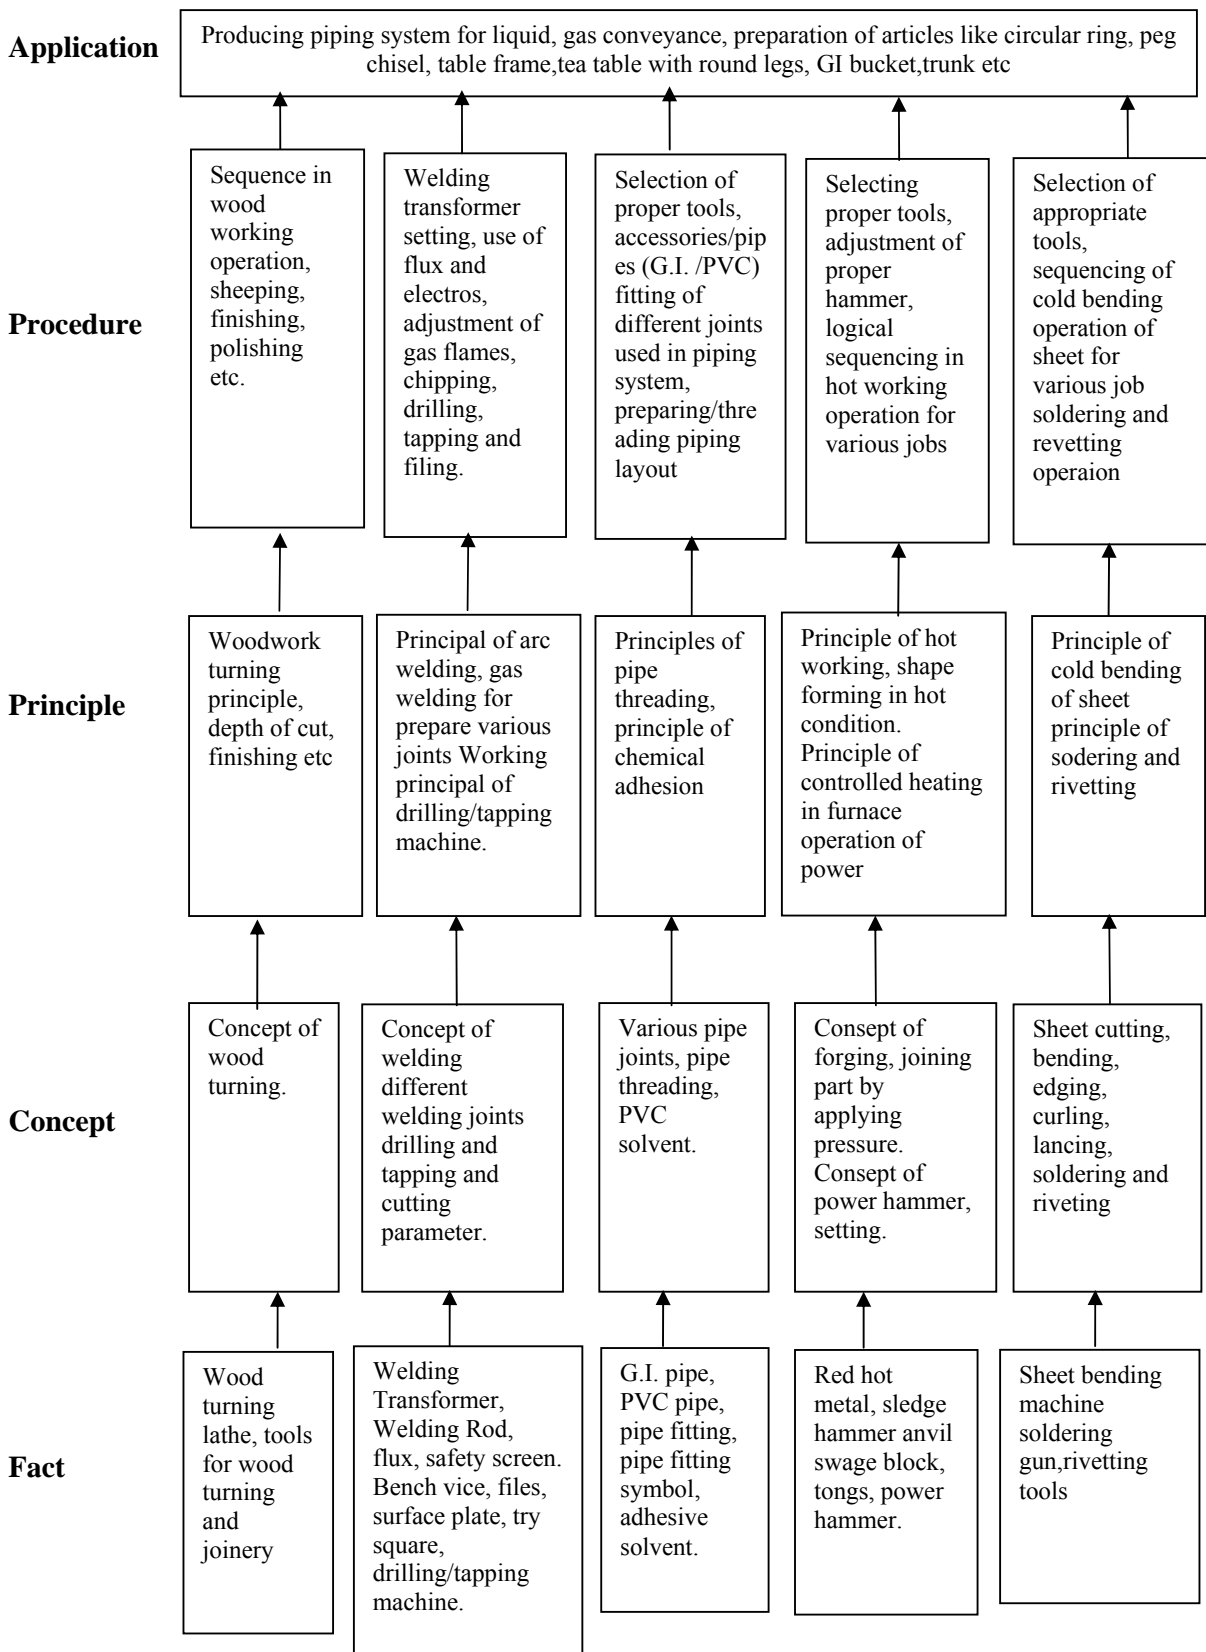 Application
Producing piping system for liquid, gas conveyance, preparation of articles like circular ring, peg
chisel, table frame,tea table with round legs, GI bucket,trunk etc
Procedure
Sequence in
wood
working
operation,
sheeping,
finishing,
polishing
etc.
Welding
transformer
setting, use of
flux and
electros,
adjustment of
gas flames,
chipping,
drilling,
tapping and
filing.
Selection of
proper tools,
accessories/pip
es (G.I. /PVC)
fitting of
different joints
used in piping
system,
preparing/thre
ading piping
layout
Selecting
proper tools,
adjustment of
proper
hammer,
logical
sequencing in
hot working
operation for
various jobs
Selection of
appropriate
tools,
sequencing of
cold bending
operation of
sheet for
various job
soldering and
revetting
operaion
Principle
Woodwork
turning
principle,
depth of cut,
finishing etc
Principal of arc
welding, gas
welding for
prepare various
joints Working
principal of
drilling/tapping
machine.
Principles of
pipe
threading,
principle of
chemical
adhesion
Principle of hot
working, shape
forming in hot
condition.
Principle of
controlled heating
in furnace
operation of
power
Principle of
cold bending
of sheet
principle of
sodering and
rivetting
Concept
Concept of
wood
turning.
Concept of
welding
different
welding joints
drilling and
tapping and
cutting
parameter.
Various pipe
joints, pipe
threading,
PVC
solvent.
Consept of
forging, joining
part by
applying
pressure.
Consept of
power hammer,
setting.
Sheet cutting,
bending,
edging,
curling,
lancing,
soldering and
riveting
Fact
Wood
turning
lathe, tools
for wood
turning
and
joinery
Welding
Transformer,
Welding Rod,
flux, safety screen.
Bench vice, files,
surface plate, try
square,
drilling/tapping
machine.
G.I. pipe,
PVC pipe,
pipe fitting,
pipe fitting
symbol,
adhesive
solvent.
Red hot
metal, sledge
hammer anvil
swage block,
tongs, power
hammer.
Sheet bending
machine
soldering
gun,rivetting
tools